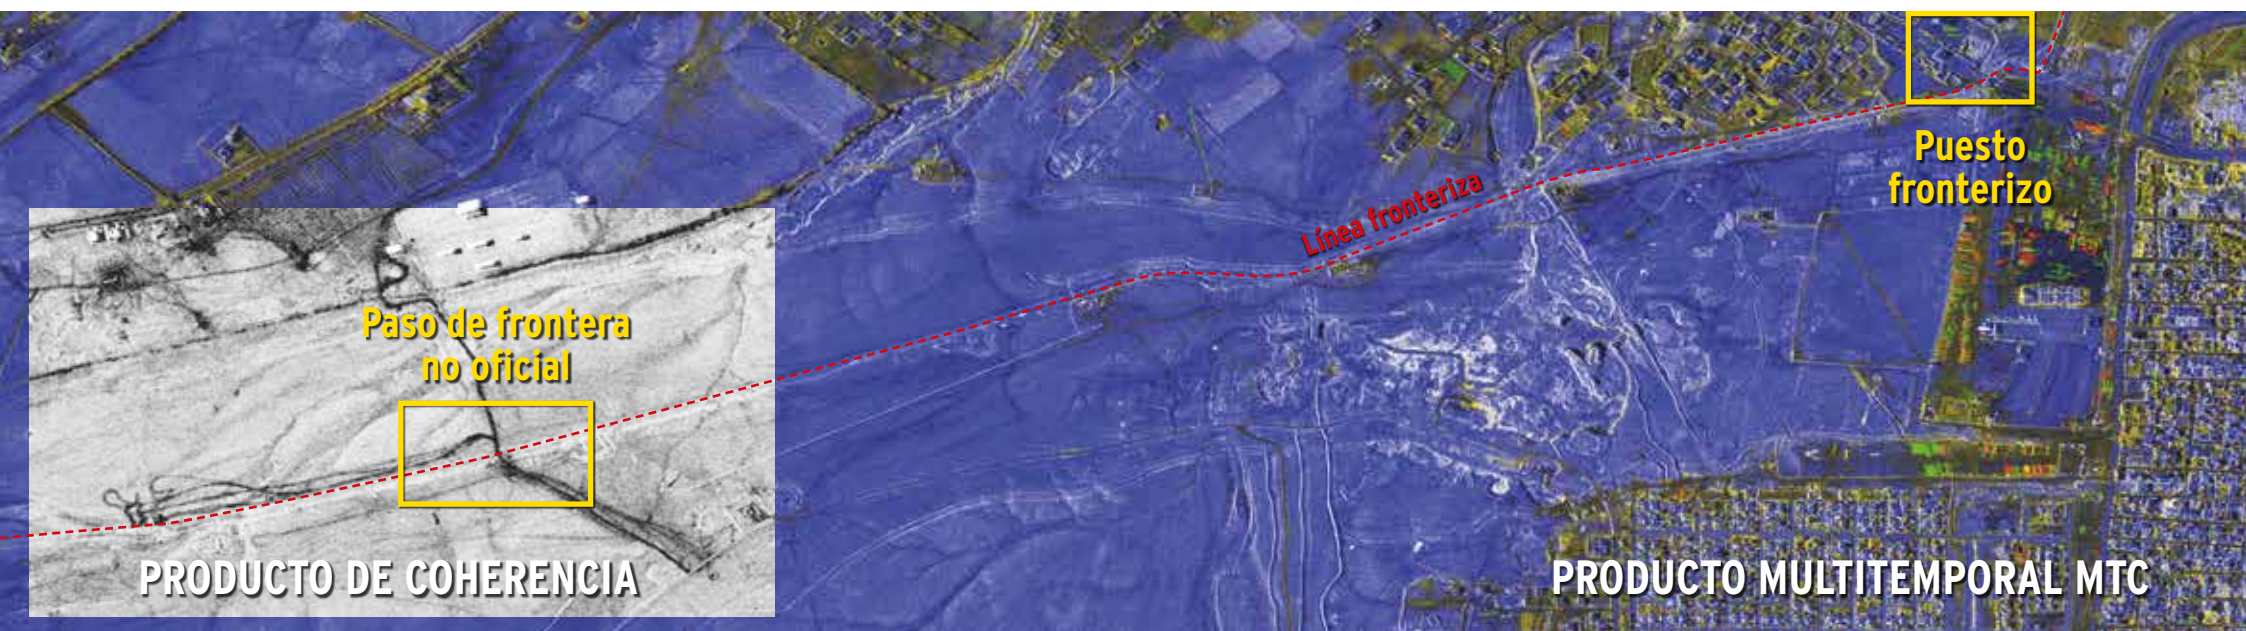 Puesto
fronterizo
Línea fronteriza
Paso de frontera
no oficial
PRODUCTO DE COHERENCIA
PRODUCTO MULTITEMPORAL MTC